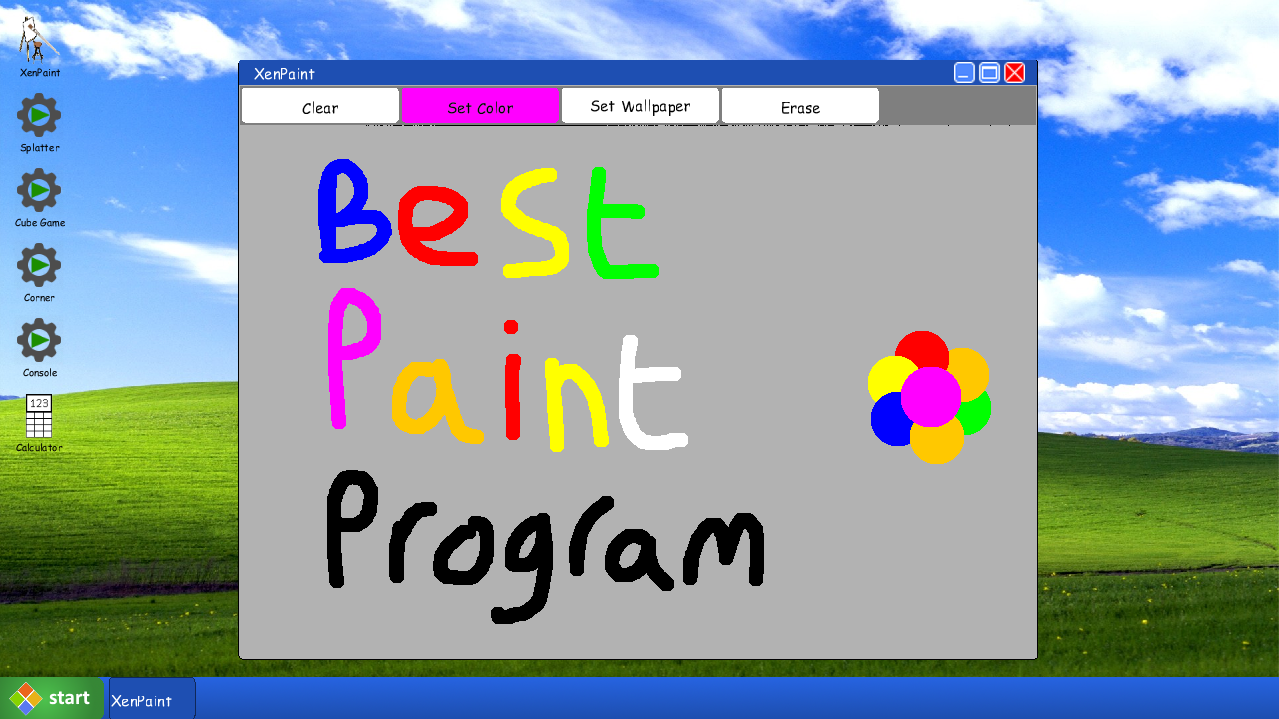 XenPaint
Splatter
Cube Game
Corner
Console
123
Calculator
XenPaint
Clear
Set Color
Set Wallpaper
Erase
Best
Paint
Program
start
XenPaint